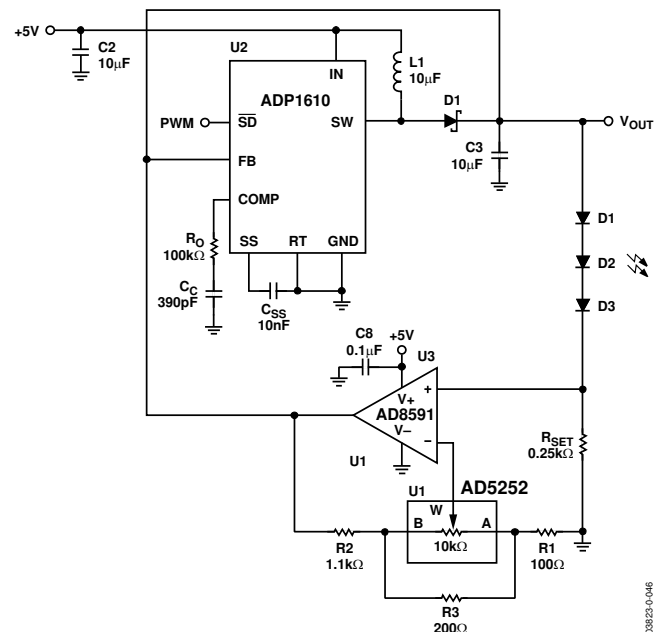 +5V
C2
10μF
U2
IN
L1
10μF
ADP1610
D1
PWM
SD
SW
VOUT
C3
10μF
FB
COMP
RO
100kΩ
SS
RT
GND
D1
D2
D3
CC
390pF
CSS
10nF
C8
0.1μF
+5V
U3
+
V+
AD8591
V–
–
U1
RSET
0.25kΩ
U1
AD5252
W
B
A
10kΩ
R2
1.1kΩ
R1
100Ω
R3
200Ω
03823-0-046